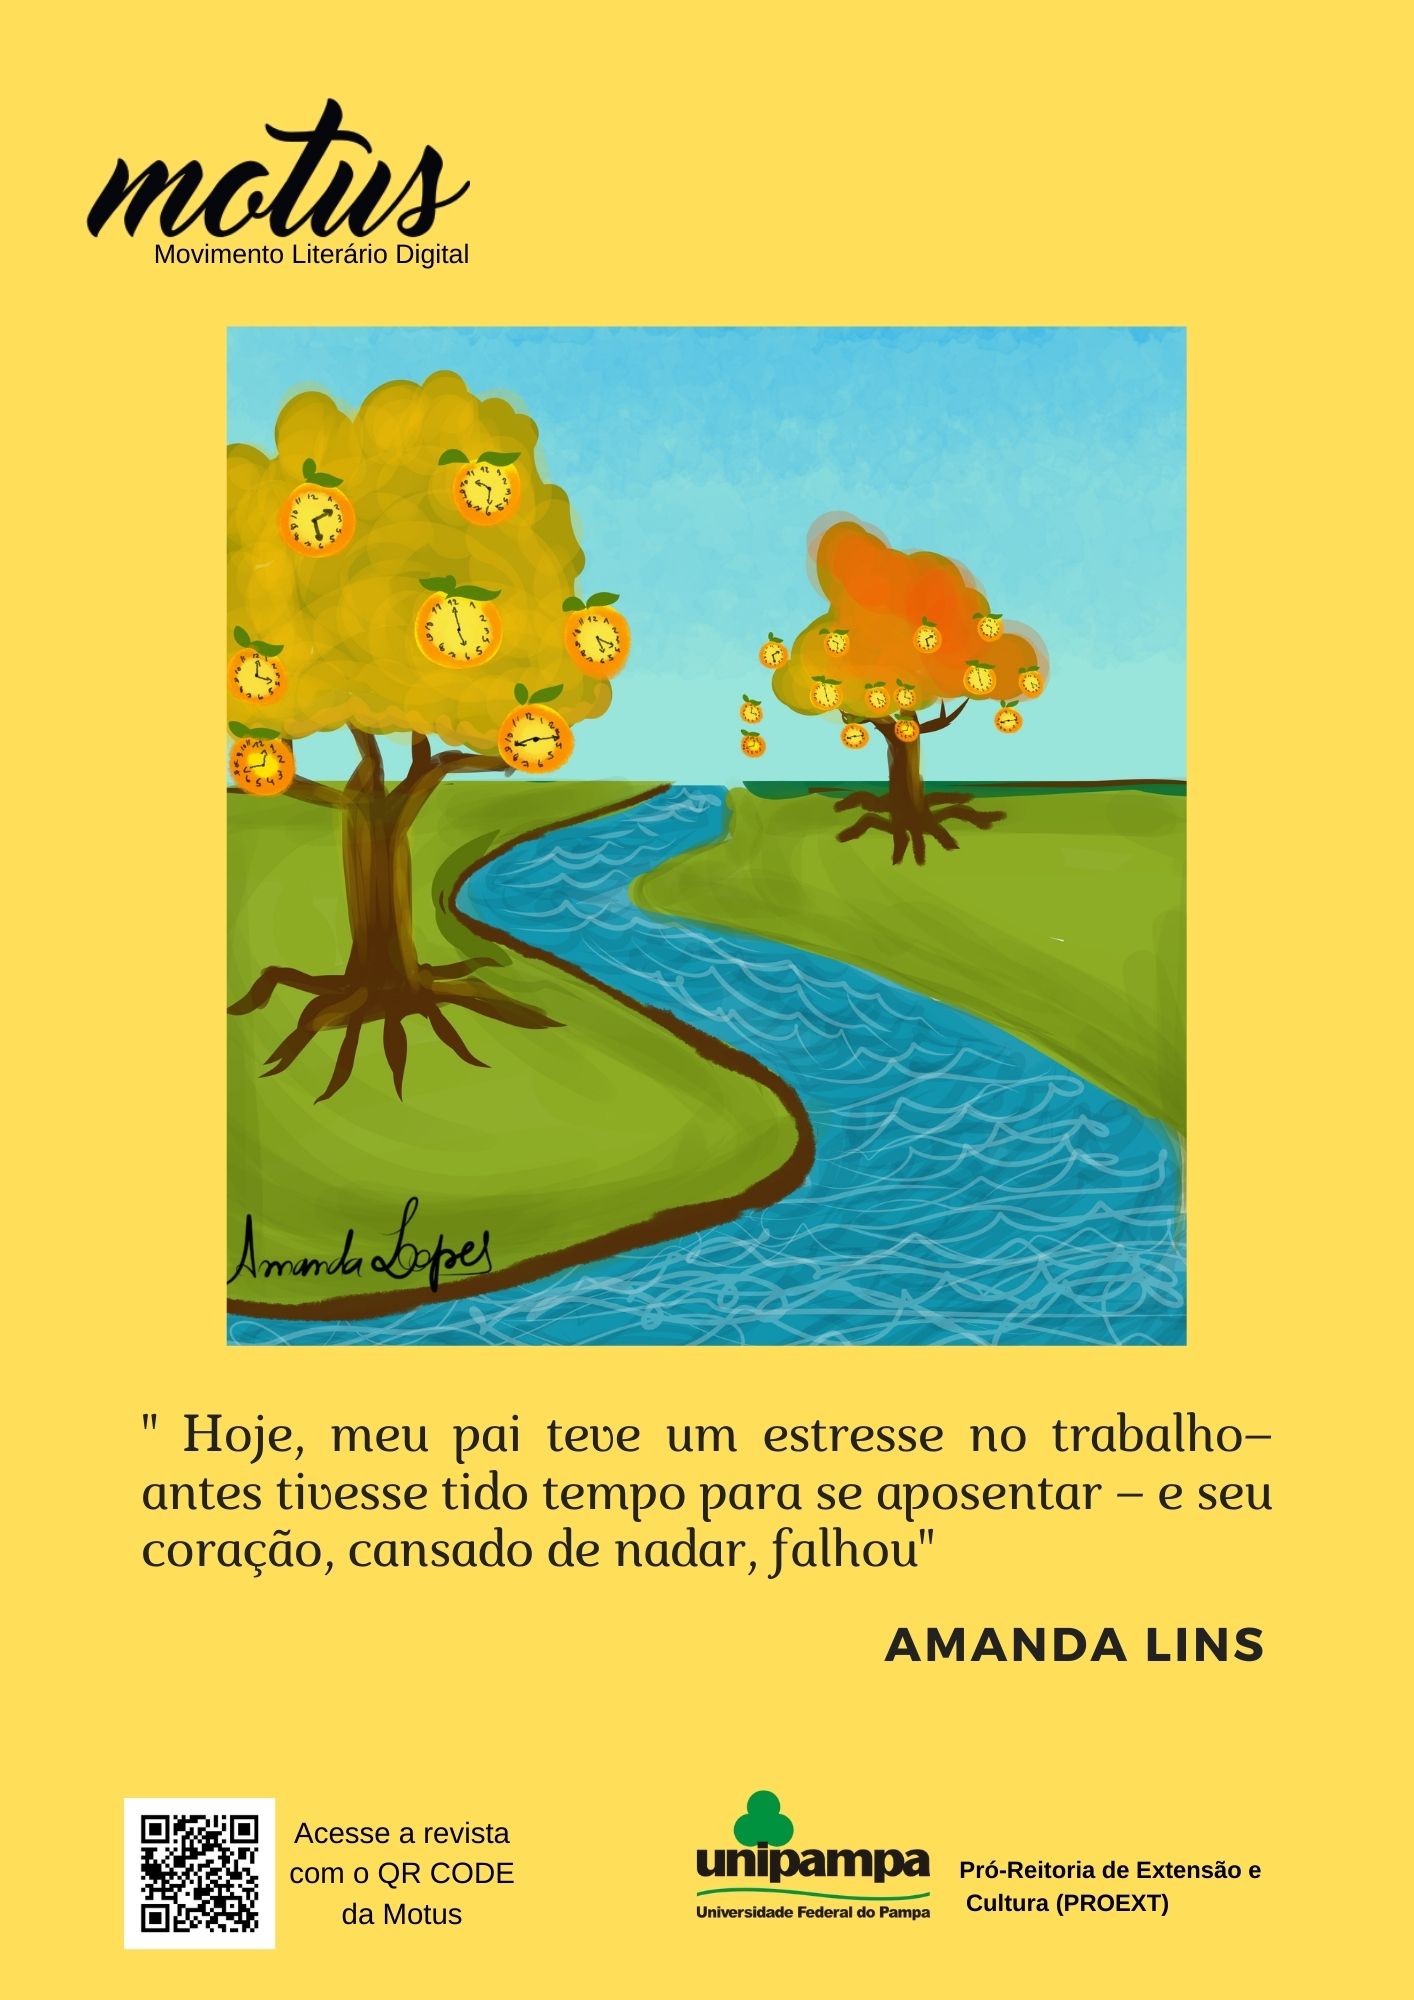 motus
Movimento Literário Digital
Amanda Lopes
" Hoje, meu pai teve um estresse no trabalho–
antes tivesse tido tempo para se aposentar – e seu
coração, cansado de nadar, falhou"
AMANDA LINS
Acesse a revista
com o QR CODE
da Motus
unipampa
Universidade Federal do Pampa
Pró-Reitoria de Extensão e
Cultura (PROEXT)